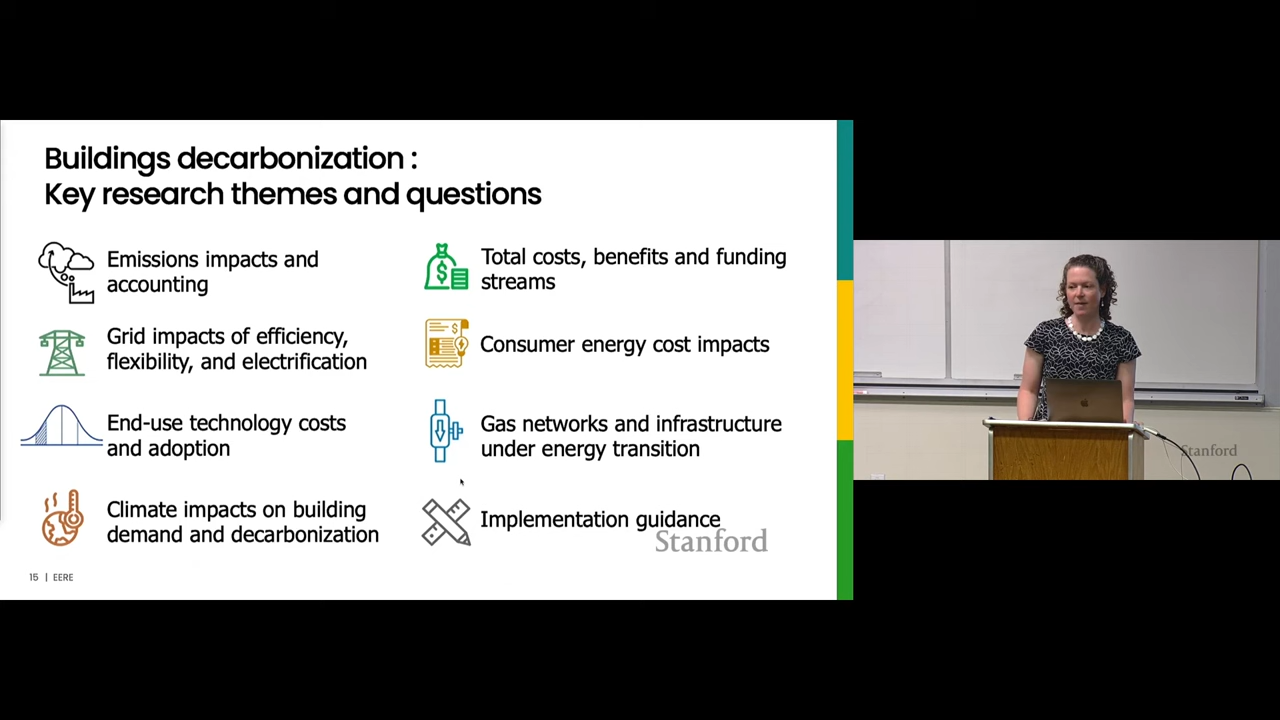 Buildings decarbonization :
Key research themes and questions
Emissions impacts and
accounting
Grid impacts of efficiency,
flexibility, and electrification
End-use technology costs
and adoption
Climate impacts on building
demand and decarbonization
Total costs, benefits and funding
streams
Consumer energy cost impacts
Gas networks and infrastructure
under energy transition
Implementation guidance
Stanford
15 | EERE
Stanford